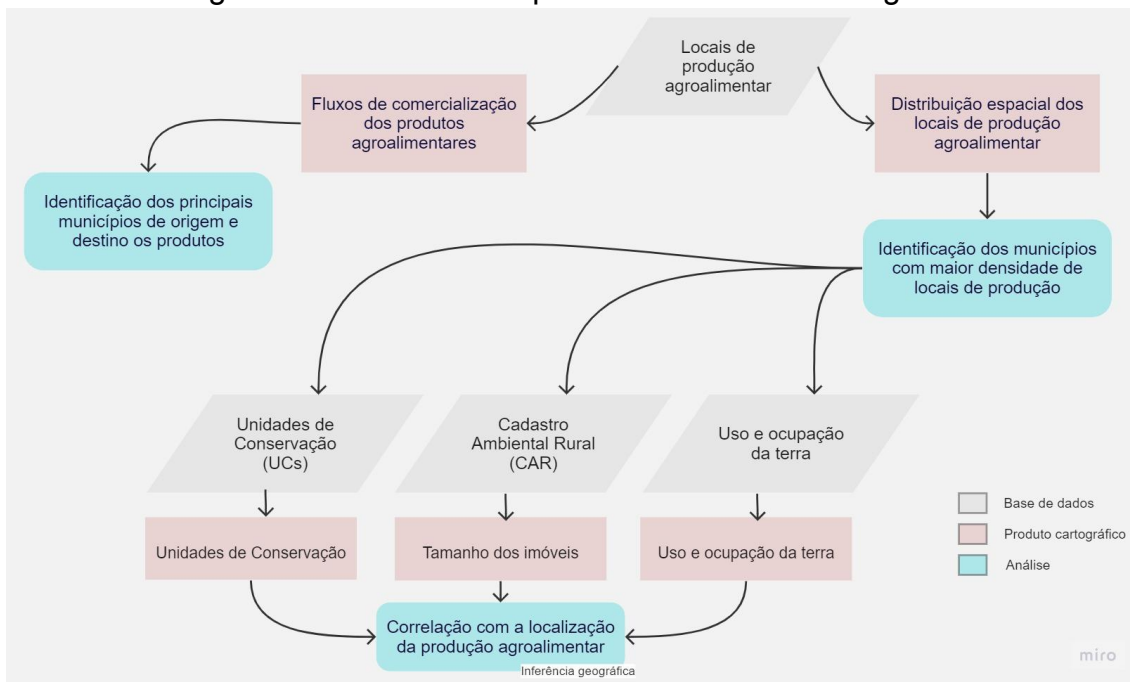 Locais de
produção
agroalimentar
Fluxos de comercialização
dos produtos
agroalimentares
Distribuição espacial dos
locais de produção
agroalimentar
Identificação dos principais
municípios de origem e
destino os produtos
Identificação dos municípios
com maior densidade de
locais de produção
Unidades de
Conservação
(UCs)
Cadastro
Ambiental Rural
(CAR)
Uso e ocupação
da terra
Base de dados
Produto cartográfico
Análise
Unidades de Conservação
Tamanho dos imóveis
Uso e ocupação da terra
Correlação com a localização
da produção agroalimentar
Inferência geográfica
miro